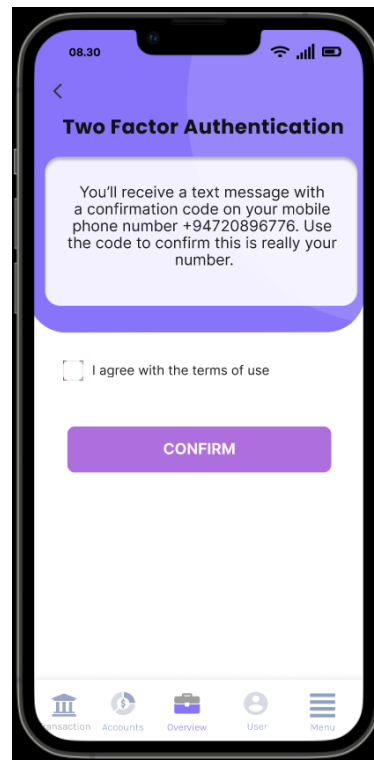 08.30
Two Factor Authentication
You'll receive a text message with
a confirmation code on your mobile
phone number +94720896776. Use
the code to confirm this is really your
number.
I agree with the terms of use
CONFIRM
ansaction Accounts Overview User Menu